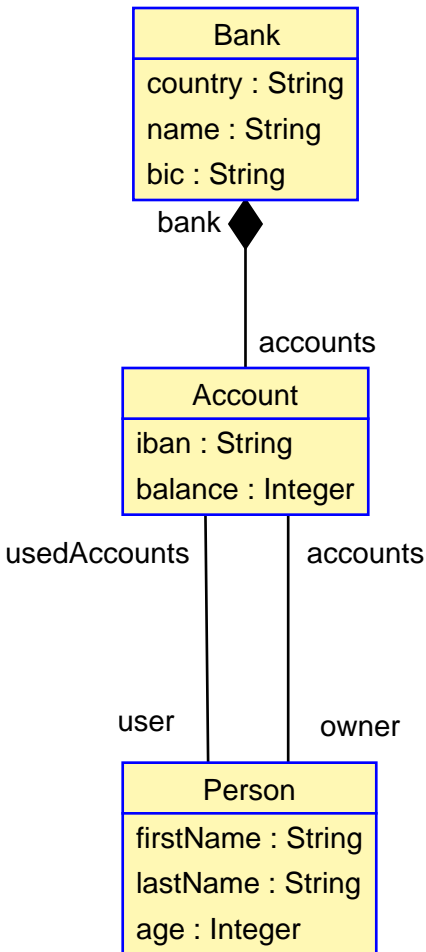 Bank
country : String
name : String
bic : String
bank
accounts
Account
iban : String
balance : Integer
usedAccounts
accounts
user
owner
Person
firstName : String
lastName : String
age : Integer